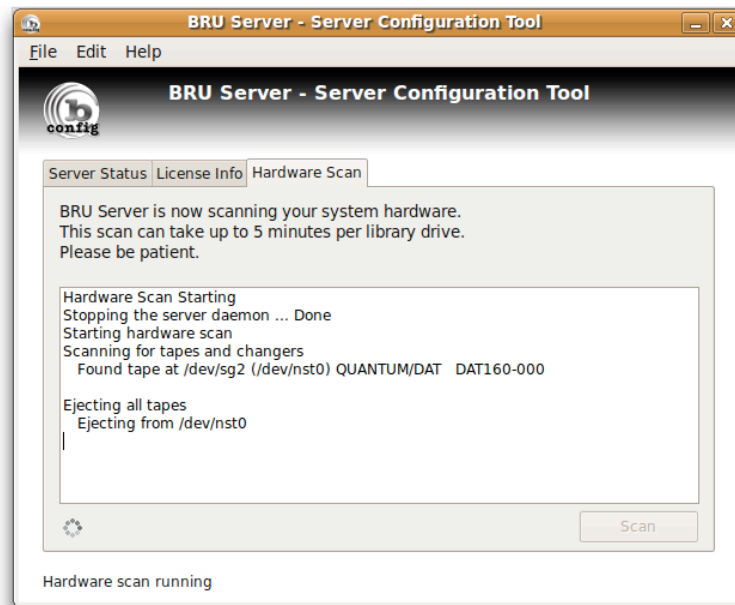 BRU Server - Server Configuration Tool
File Edit Help
b
config
BRU Server - Server Configuration Tool
Server Status License Info Hardware Scan
BRU Server is now scanning your system hardware.
This scan can take up to 5 minutes per library drive.
Please be patient.
Hardware Scan Starting
Stopping the server daemon ... Done
Starting hardware scan
Scanning for tapes and changers
Found tape at /dev/sg2 (/dev/nst0) QUANTUM/DAT DAT160-000
Ejecting all tapes
Ejecting from /dev/nst0
Scan
Hardware scan running